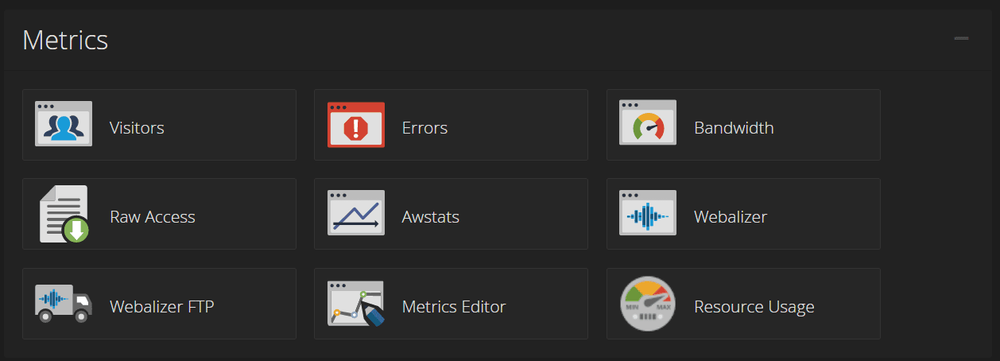 Metrics
Visitors
Errors
Bandwidth
Raw Access
Awstats
Webalizer
Webalizer FTP
Metrics Editor
MIN MAX
Resource Usage